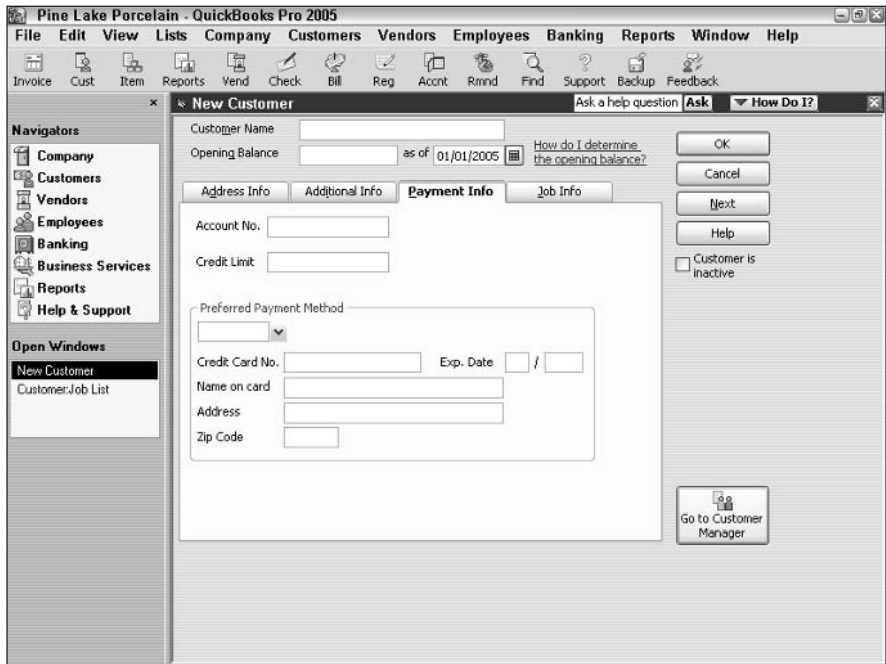 Pine Lake Porcelain - QuickBooks Pro 2005
File Edit View Lists Company Customers Vendors Employees Banking Reports Window Help
Invoice Cust Item Reports Vend Check Bill Reg Accnt Rmnd Find Support Backup Feedback
New Customer Ask a help question Ask How Do I?
Navigators
Company
Customers
Vendors
Employees
Banking
Business Services
Reports
Help & Support
Open Windows
New Customer
Customer:Job List
Customer Name
Opening Balance as of 01/01/2005 How do I determine
the opening balance?
Address Info Additional Info Payment Info Job Info
Account No.
Credit Limit
Preferred Payment Method
Credit Card No. Exp. Date /
Name on card
Address
Zip Code
OK
Cancel
Next
Help
Customer is
inactive
Go to Customer
Manager